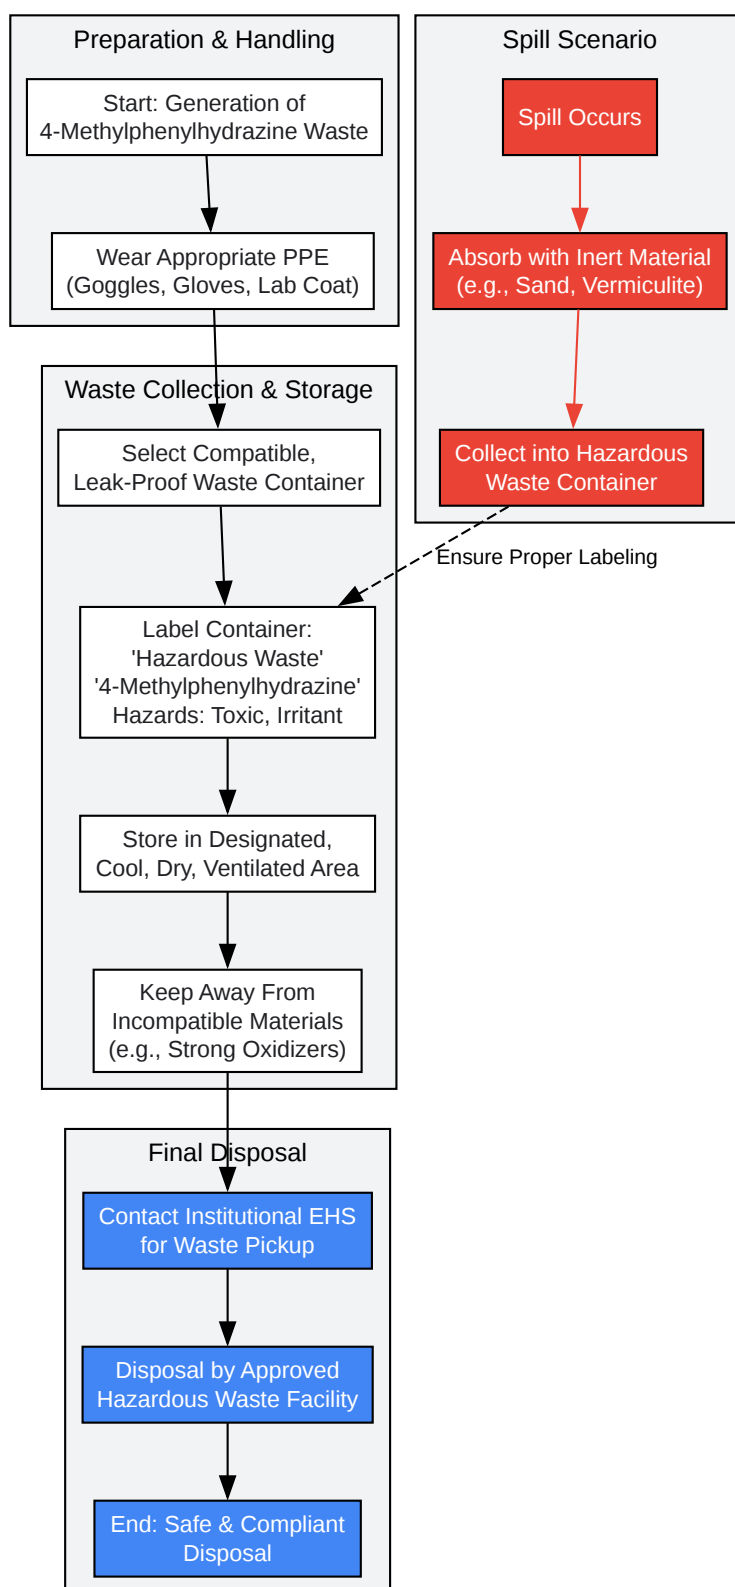 Preparation & Handling
Start: Generation of
4-Methylphenylhydrazine Waste
Wear Appropriate PPE
(Goggles, Gloves, Lab Coat)
Spill Scenario
Spill Occurs
Absorb with Inert Material
(e.g., Sand, Vermiculite)
Collect into Hazardous
Waste Container
Ensure Proper Labeling
Waste Collection & Storage
Select Compatible,
Leak-Proof Waste Container
Label Container:
'Hazardous Waste'
'4-Methylphenylhydrazine'
Hazards: Toxic, Irritant
Store in Designated,
Cool, Dry, Ventilated Area
Keep Away From
Incompatible Materials
(e.g., Strong Oxidizers)
Final Disposal
Contact Institutional EHS
for Waste Pickup
Disposal by Approved
Hazardous Waste Facility
End: Safe & Compliant
Disposal